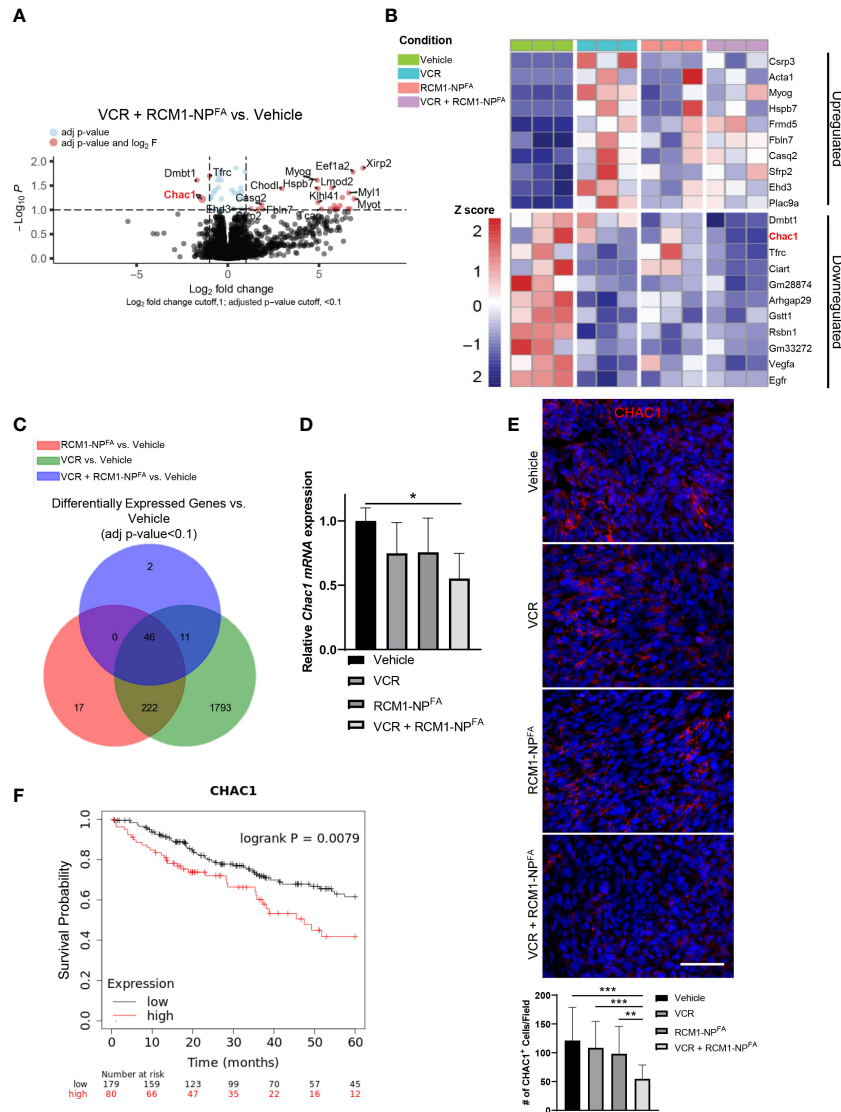 A
VCR + RCM1-NPFA vs. Vehicle
adj p-value
adj p-value and log2 F
− Log10 P
2.0
1.5
1.0
0.5
0.0
Dmbt1
Tfrc
Chac1
Ehd3
Casq2
Fbln7
Chodl
Hspb7
Myog
Eef1a2
Xirp2
Lmod2
Klhl41
Myl1
Myot
−5
0
5
Log2 fold change
Log2 fold change cutoff,1; adjusted p−value cutoff, <0.1
B
Condition
Vehicle
VCR
RCM1-NPFA
VCR + RCM1-NPFA
Csrp3
Acta1
Myog
Hspb7
Frmd5
Fbln7
Casq2
Sfrp2
Ehd3
Plac9a
Upregulated
Z score
2
1
0
−1
2
Dmbt1
Chac1
Tfrc
Ciart
Gm28874
Arhgap29
Gstt1
Rsbn1
Gm33272
Vegfa
Egfr
Downregulated
C
RCM1-NPFA vs. Vehicle
VCR vs. Vehicle
VCR + RCM1-NPFA vs. Vehicle
Differentially Expressed Genes vs.
Vehicle
(adj p-value<0.1)
2
0
46
11
17
222
1793
D
Relative Chac1 mRNA expression
1.0
0.5
0.0
*
Vehicle
VCR
RCM1-NPFA
VCR + RCM1-NPFA
E
CHAC1
Vehicle
VCR
RCM1-NPFA
VCR + RCM1-NPFA
# of CHAC1+ Cells/Field
200
150
100
50
0
***
***
**
Vehicle
VCR
RCM1-NPFA
VCR + RCM1-NPFA
F
CHAC1
logrank P = 0.0079
Survival Probability
1.0
0.8
0.6
0.4
0.2
0.0
Expression
low
high
0 10 20 30 40 50 60
Time (months)
Number at risk
low 179 159 123 99 70 57 45
high 80 66 47 35 22 16 12